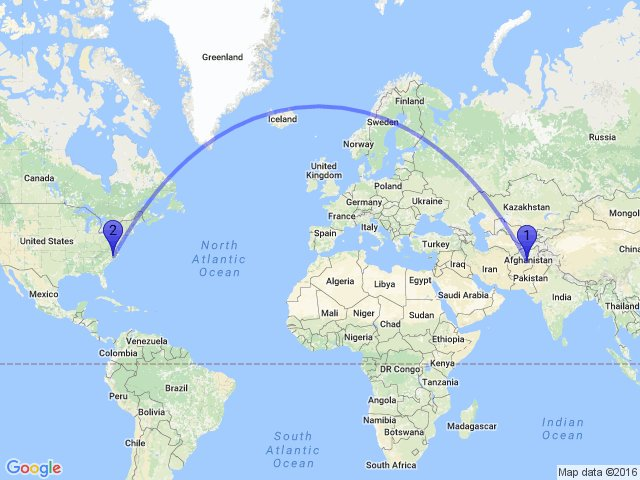 Greenland
Iceland
Finland
Sweden
Norway
Russia
Canada
United
Kingdom
Poland
Germany
Ukraine
Kazakhstan
France
Mongolia
Italy
Spain
Turkey
United States
2
1
North
Atlantic
Ocean
Afghanistan
China
Iraq
Iran
Pakistan
Algeria
Libya
Egypt
Saudi Arabia
India
Mexico
Mali
Niger
Sudan
Chad
Thailand
Nigeria
Ethiopia
Venezuela
Colombia
DR Congo
Kenya
Tanzania
Brazil
Peru
Bolivia
Angola
Namibia
Botswana
Madagascar
Chile
South
Atlantic
Ocean
Indian
Ocean
South Africa
Google
Map data ©2016